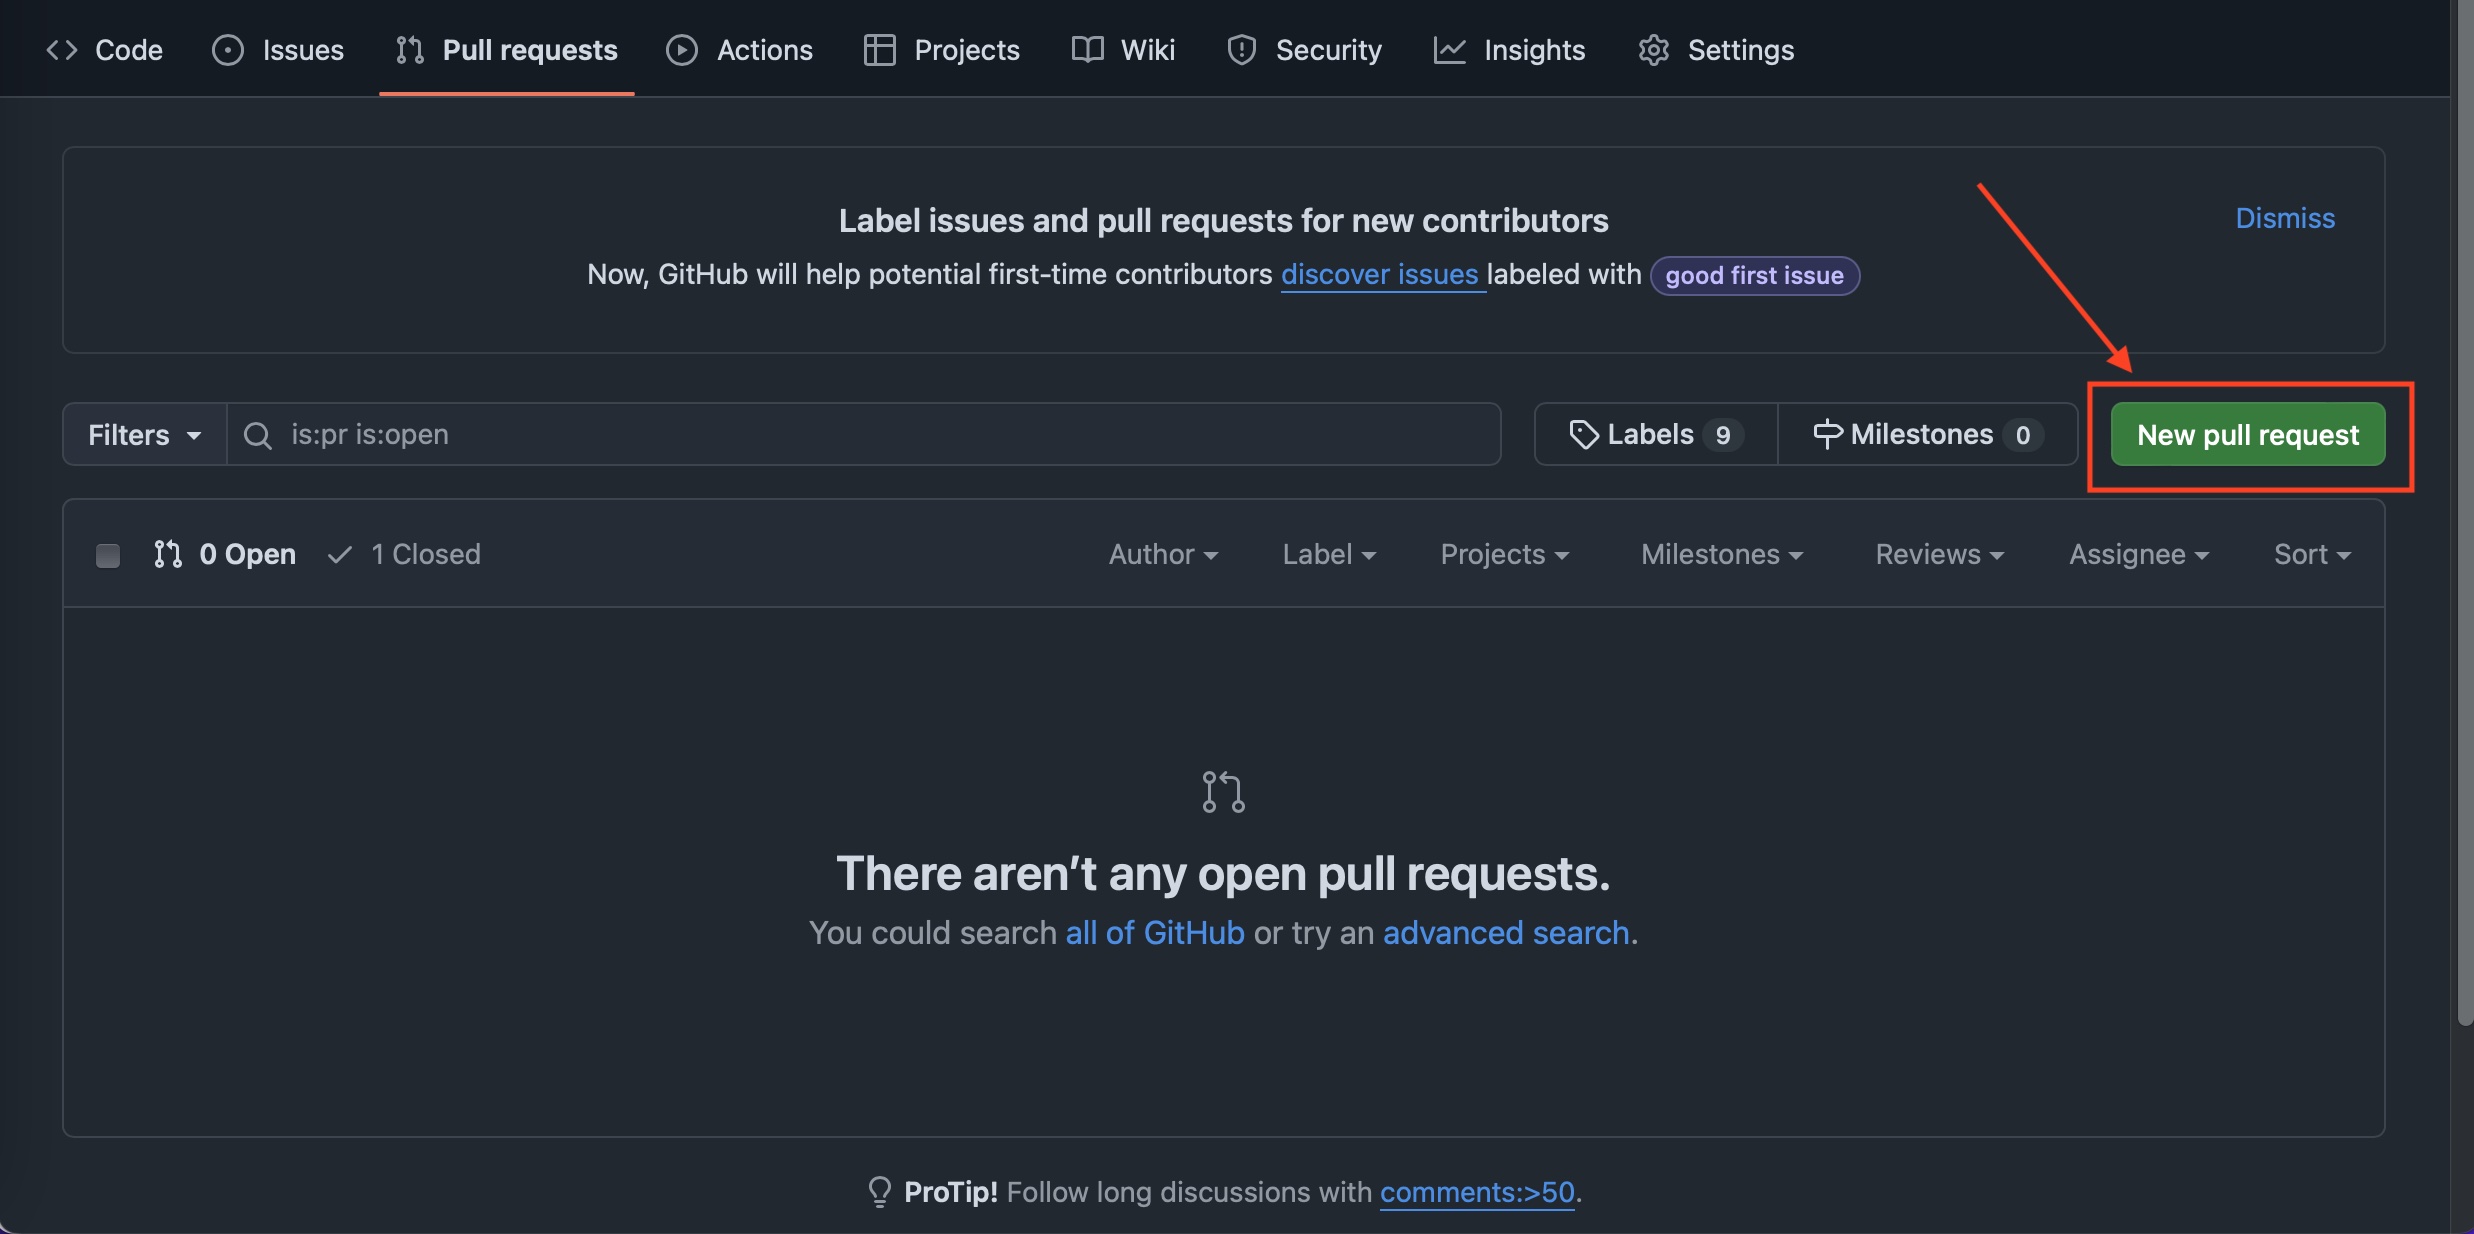 Code Issues Pull requests Actions Projects Wiki Security Insights Settings
Label issues and pull requests for new contributors
Dismiss
Now, GitHub will help potential first-time contributors discover issues labeled with good first issue
Filters is:pr is:open Labels 9 Milestones 0 New pull request
0 Open 1 Closed Author Label Projects Milestones Reviews Assignee Sort
There aren’t any open pull requests.
You could search all of GitHub or try an advanced search.
ProTip! Follow long discussions with comments:>50.